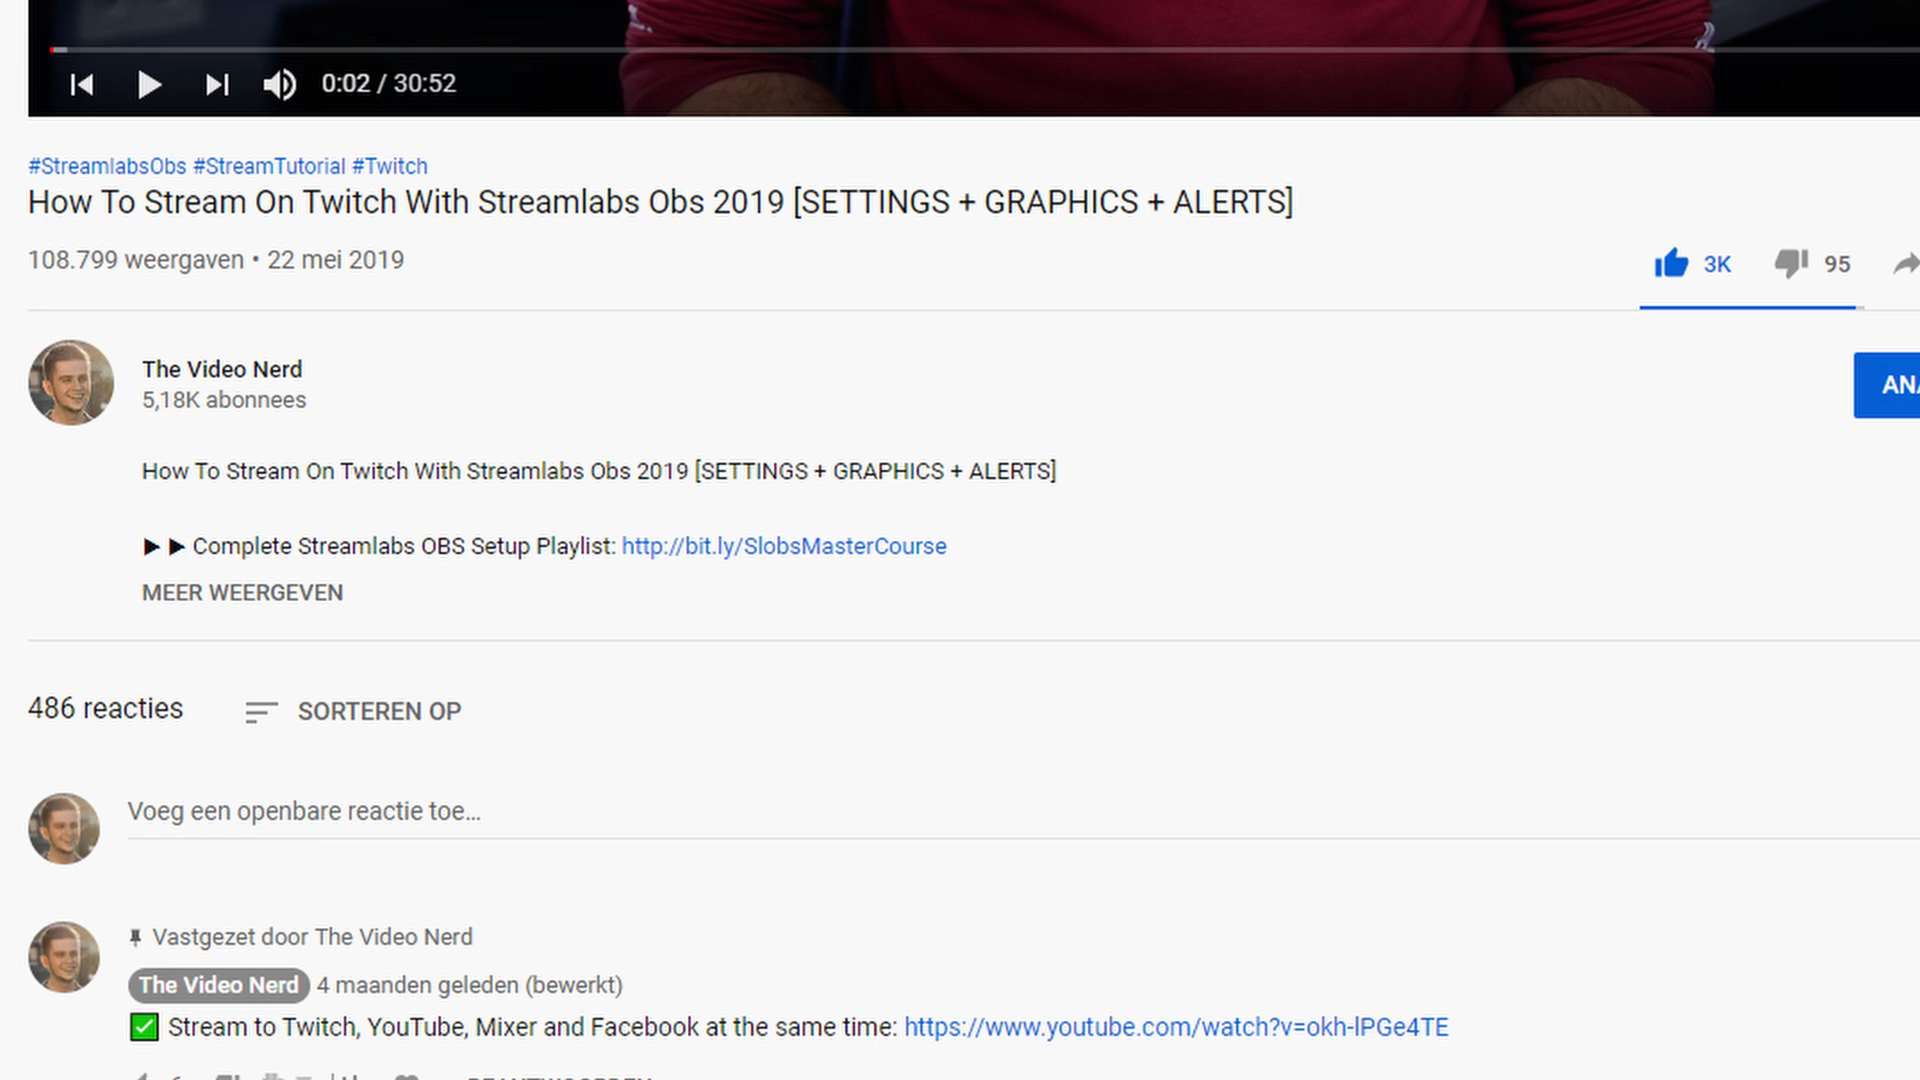 0:02 / 30:52
#StreamlabsObs #StreamTutorial #Twitch
How To Stream On Twitch With Streamlabs Obs 2019 [SETTINGS + GRAPHICS + ALERTS]
108.799 weergaven • 22 mei 2019
3K 95
The Video Nerd
5,18K abonnees
ANA
How To Stream On Twitch With Streamlabs Obs 2019 [SETTINGS + GRAPHICS + ALERTS]
►► Complete Streamlabs OBS Setup Playlist: http://bit.ly/SlobsMasterCourse
MEER WEERGEVEN
486 reacties SORTEREN OP
Voeg een openbare reactie toe...
Vastgezet door The Video Nerd
The Video Nerd 4 maanden geleden (bewerkt)
✅ Stream to Twitch, YouTube, Mixer and Facebook at the same time: https://www.youtube.com/watch?v=okh-lPGe4TE